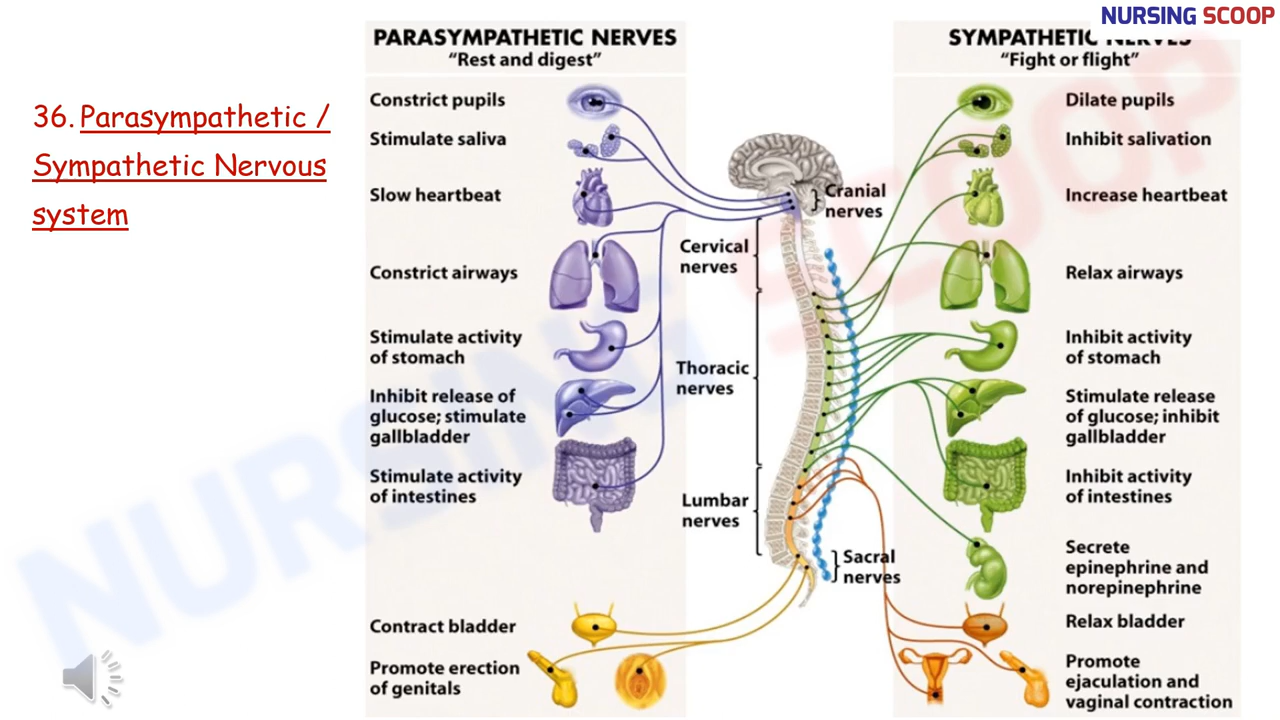 NURSING SCOOP
36. Parasympathetic /
Sympathetic Nervous
system
PARASYMPATHETIC NERVES
“Rest and digest”
Constrict pupils
Stimulate saliva
Slow heartbeat
Constrict airways
Stimulate activity
of stomach
Inhibit release of
glucose; stimulate
gallbladder
Stimulate activity
of intestines
Contract bladder
Promote erection
of genitals
Cranial
nerves
Cervical
nerves
Thoracic
nerves
Lumbar
nerves
Sacral
nerves
SYMPATHETIC NERVES
“Fight or flight”
Dilate pupils
Inhibit salivation
Increase heartbeat
Relax airways
Inhibit activity
of stomach
Stimulate release
of glucose; inhibit
gallbladder
Inhibit activity
of intestines
Secrete
epinephrine and
norepinephrine
Relax bladder
Promote
ejaculation and
vaginal contraction
NURSING SCOOP